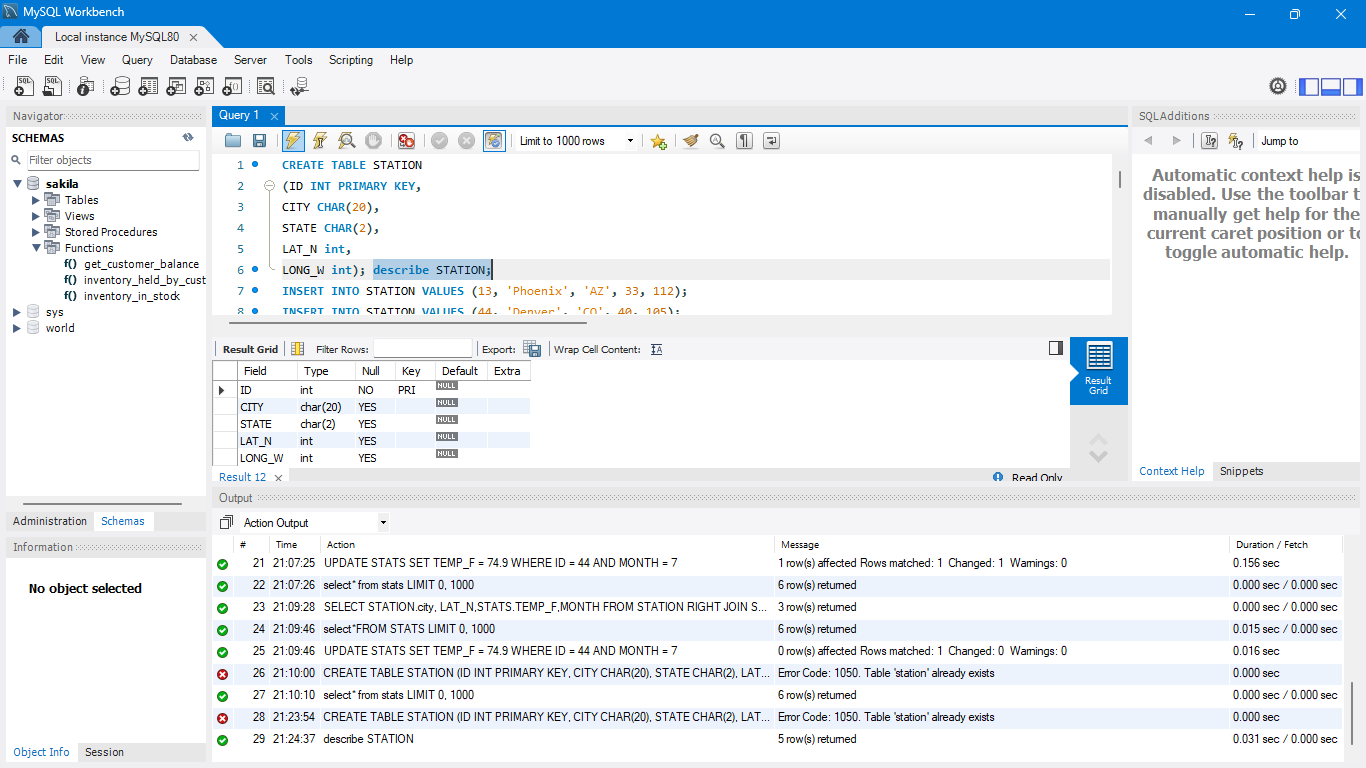 MySQL Workbench
Local instance MySQL80
File Edit View Query Database Server Tools Scripting Help
Navigator
SCHEMAS
Filter objects
sakila
Tables
Views
Stored Procedures
Functions
f() get_customer_balance
f() inventory_held_by_cust
f() inventory_in_stock
sys
world
Administration Schemas
Information
No object selected
Object Info Session
Query 1
Limit to 1000 rows
1 CREATE TABLE STATION
2 (ID INT PRIMARY KEY,
3 CITY CHAR(20),
4 STATE CHAR(2),
5 LAT_N int,
6 LONG_W int); describe STATION;
7 INSERT INTO STATION VALUES (13, 'Phoenix', 'AZ', 33, 112);
8 INSERT INTO STATION VALUES (44, 'Denver', 'CO', 40, 105);
Result Grid Filter Rows: Export: Wrap Cell Content:
Field Type Null Key Default Extra
ID int NO PRI NULL
CITY char(20) YES NULL
STATE char(2) YES NULL
LAT_N int YES NULL
LONG_W int YES NULL
Result Grid
Result 12 Read Only
SQLAdditions
Jump to
Automatic context help is
disabled. Use the toolbar t
manually get help for the
current caret position or to
toggle automatic help.
Context Help Snippets
Output
Action Output
# Time Action Message Duration / Fetch
21 21:07:25 UPDATE STATS SET TEMP_F = 74.9 WHERE ID = 44 AND MONTH = 7 1 row(s) affected Rows matched: 1 Changed: 1 Warnings: 0 0.156 sec
22 21:07:26 select* from stats LIMIT 0, 1000 6 row(s) returned 0.000 sec / 0.000 sec
23 21:09:28 SELECT STATION.city, LAT_N,STATS.TEMP_F,MONTH FROM STATION RIGHT JOIN S... 3 row(s) returned 0.000 sec / 0.000 sec
24 21:09:46 select*FROM STATS LIMIT 0, 1000 6 row(s) returned 0.015 sec / 0.000 sec
25 21:09:46 UPDATE STATS SET TEMP_F = 74.9 WHERE ID = 44 AND MONTH = 7 0 row(s) affected Rows matched: 1 Changed: 0 Warnings: 0 0.016 sec
26 21:10:00 CREATE TABLE STATION (ID INT PRIMARY KEY, CITY CHAR(20), STATE CHAR(2), LAT... Error Code: 1050. Table 'station' already exists 0.000 sec
27 21:10:10 select* from stats LIMIT 0, 1000 6 row(s) returned 0.000 sec / 0.000 sec
28 21:23:54 CREATE TABLE STATION (ID INT PRIMARY KEY, CITY CHAR(20), STATE CHAR(2), LAT... Error Code: 1050. Table 'station' already exists 0.000 sec
29 21:24:37 describe STATION 5 row(s) returned 0.031 sec / 0.000 sec